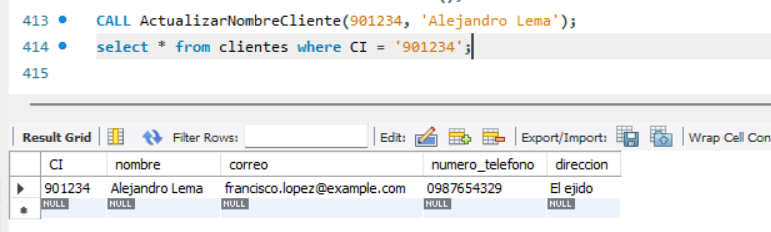 413 CALL ActualizarNombreCliente(901234, 'Alejandro Lema');
414 select * from clientes where CI = '901234';
415
Result Grid Filter Rows: Edit: Export/Import: Wrap Cell Con
CI nombre correo numero_telefono direccion
901234 Alejandro Lema francisco.lopez@example.com 0987654329 El ejido
NULL NULL NULL NULL NULL